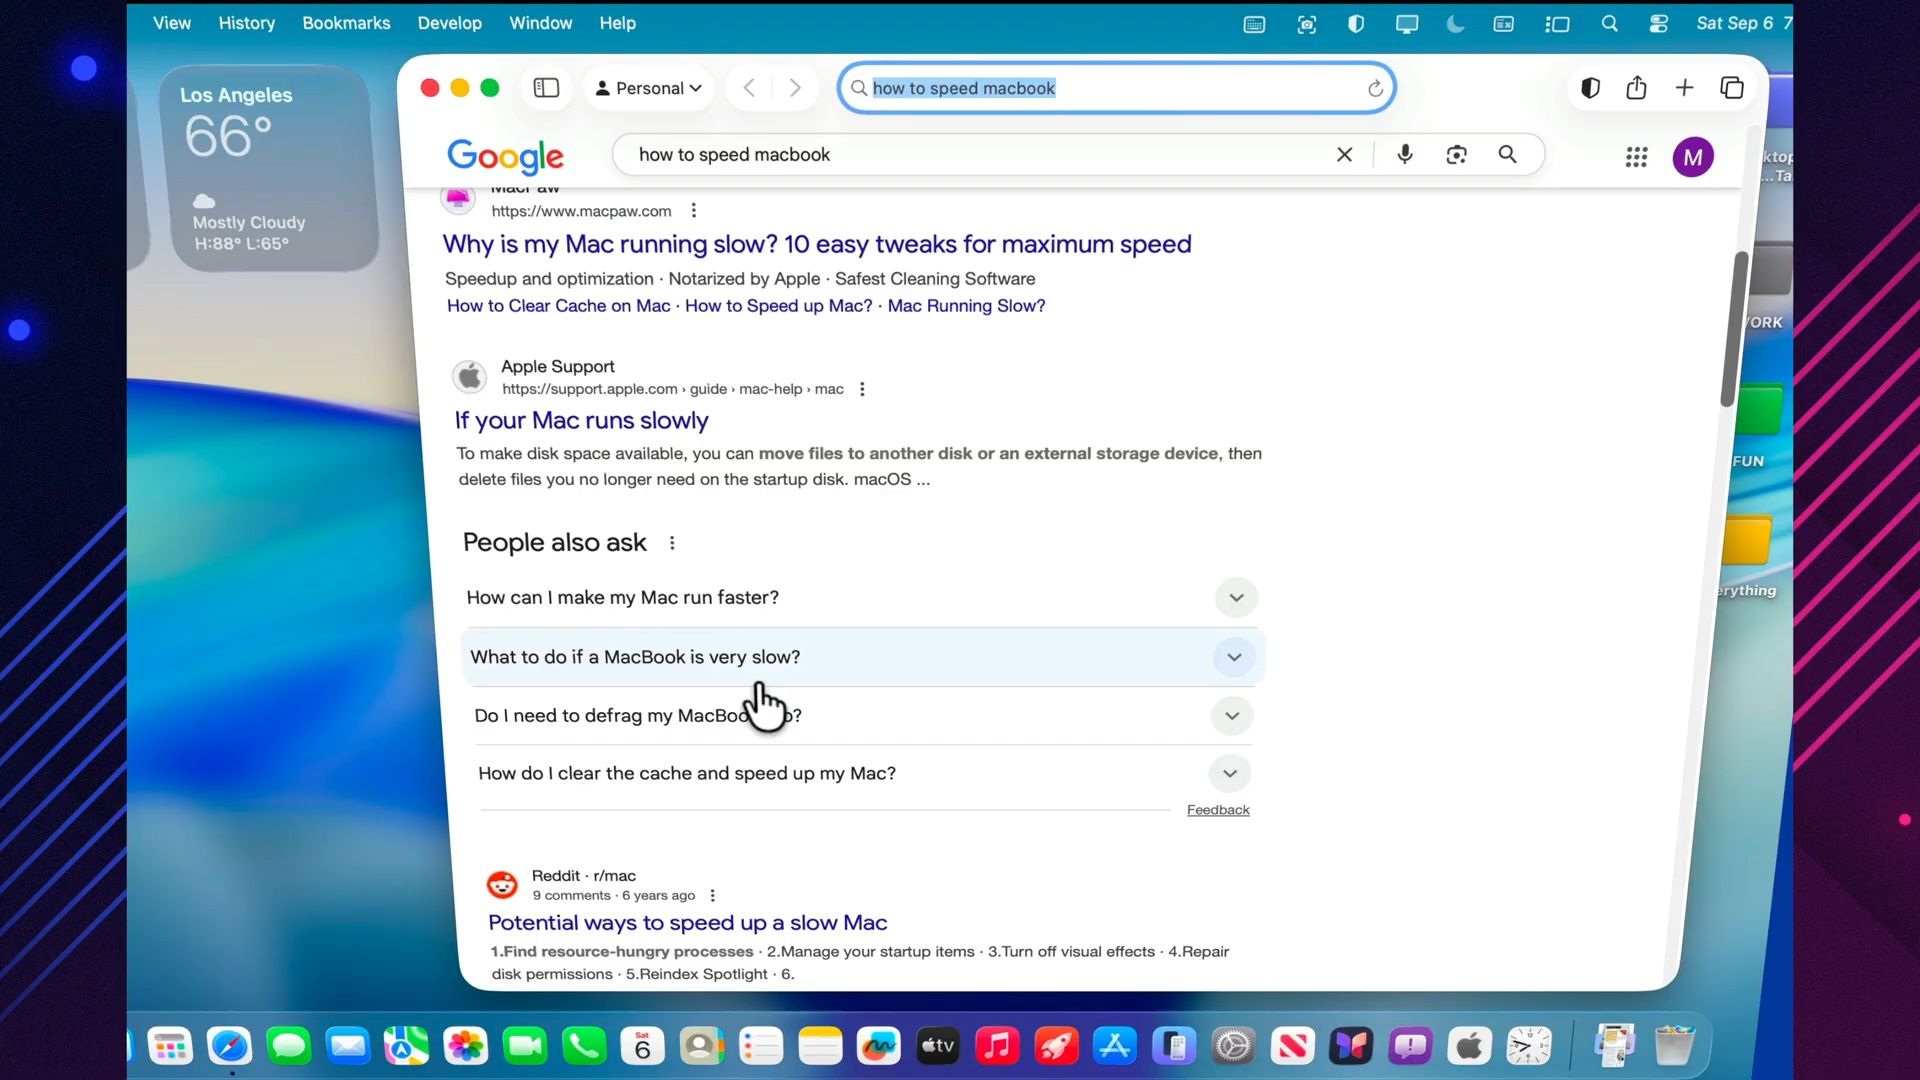 View History Bookmarks Develop Window Help Sat Sep 6 7
Los Angeles
66°
Mostly Cloudy
H:88° L:65°
Personal
how to speed macbook
Google
how to speed macbook
M
MacPaw
https://www.macpaw.com
Why is my Mac running slow? 10 easy tweaks for maximum speed
Speedup and optimization · Notarized by Apple · Safest Cleaning Software
How to Clear Cache on Mac · How to Speed up Mac? · Mac Running Slow?
Apple Support
https://support.apple.com › guide › mac-help › mac
If your Mac runs slowly
To make disk space available, you can move files to another disk or an external storage device, then
delete files you no longer need on the startup disk. macOS ...
People also ask
How can I make my Mac run faster?
What to do if a MacBook is very slow?
Do I need to defrag my MacBoo
How do I clear the cache and speed up my Mac?
Feedback
Reddit · r/mac
9 comments · 6 years ago
Potential ways to speed up a slow Mac
1.Find resource-hungry processes · 2.Manage your startup items · 3.Turn off visual effects · 4.Repair
disk permissions · 5.Reindex Spotlight · 6.
ktop
...Ta
ORK
FUN
erything
Sat
6
tv